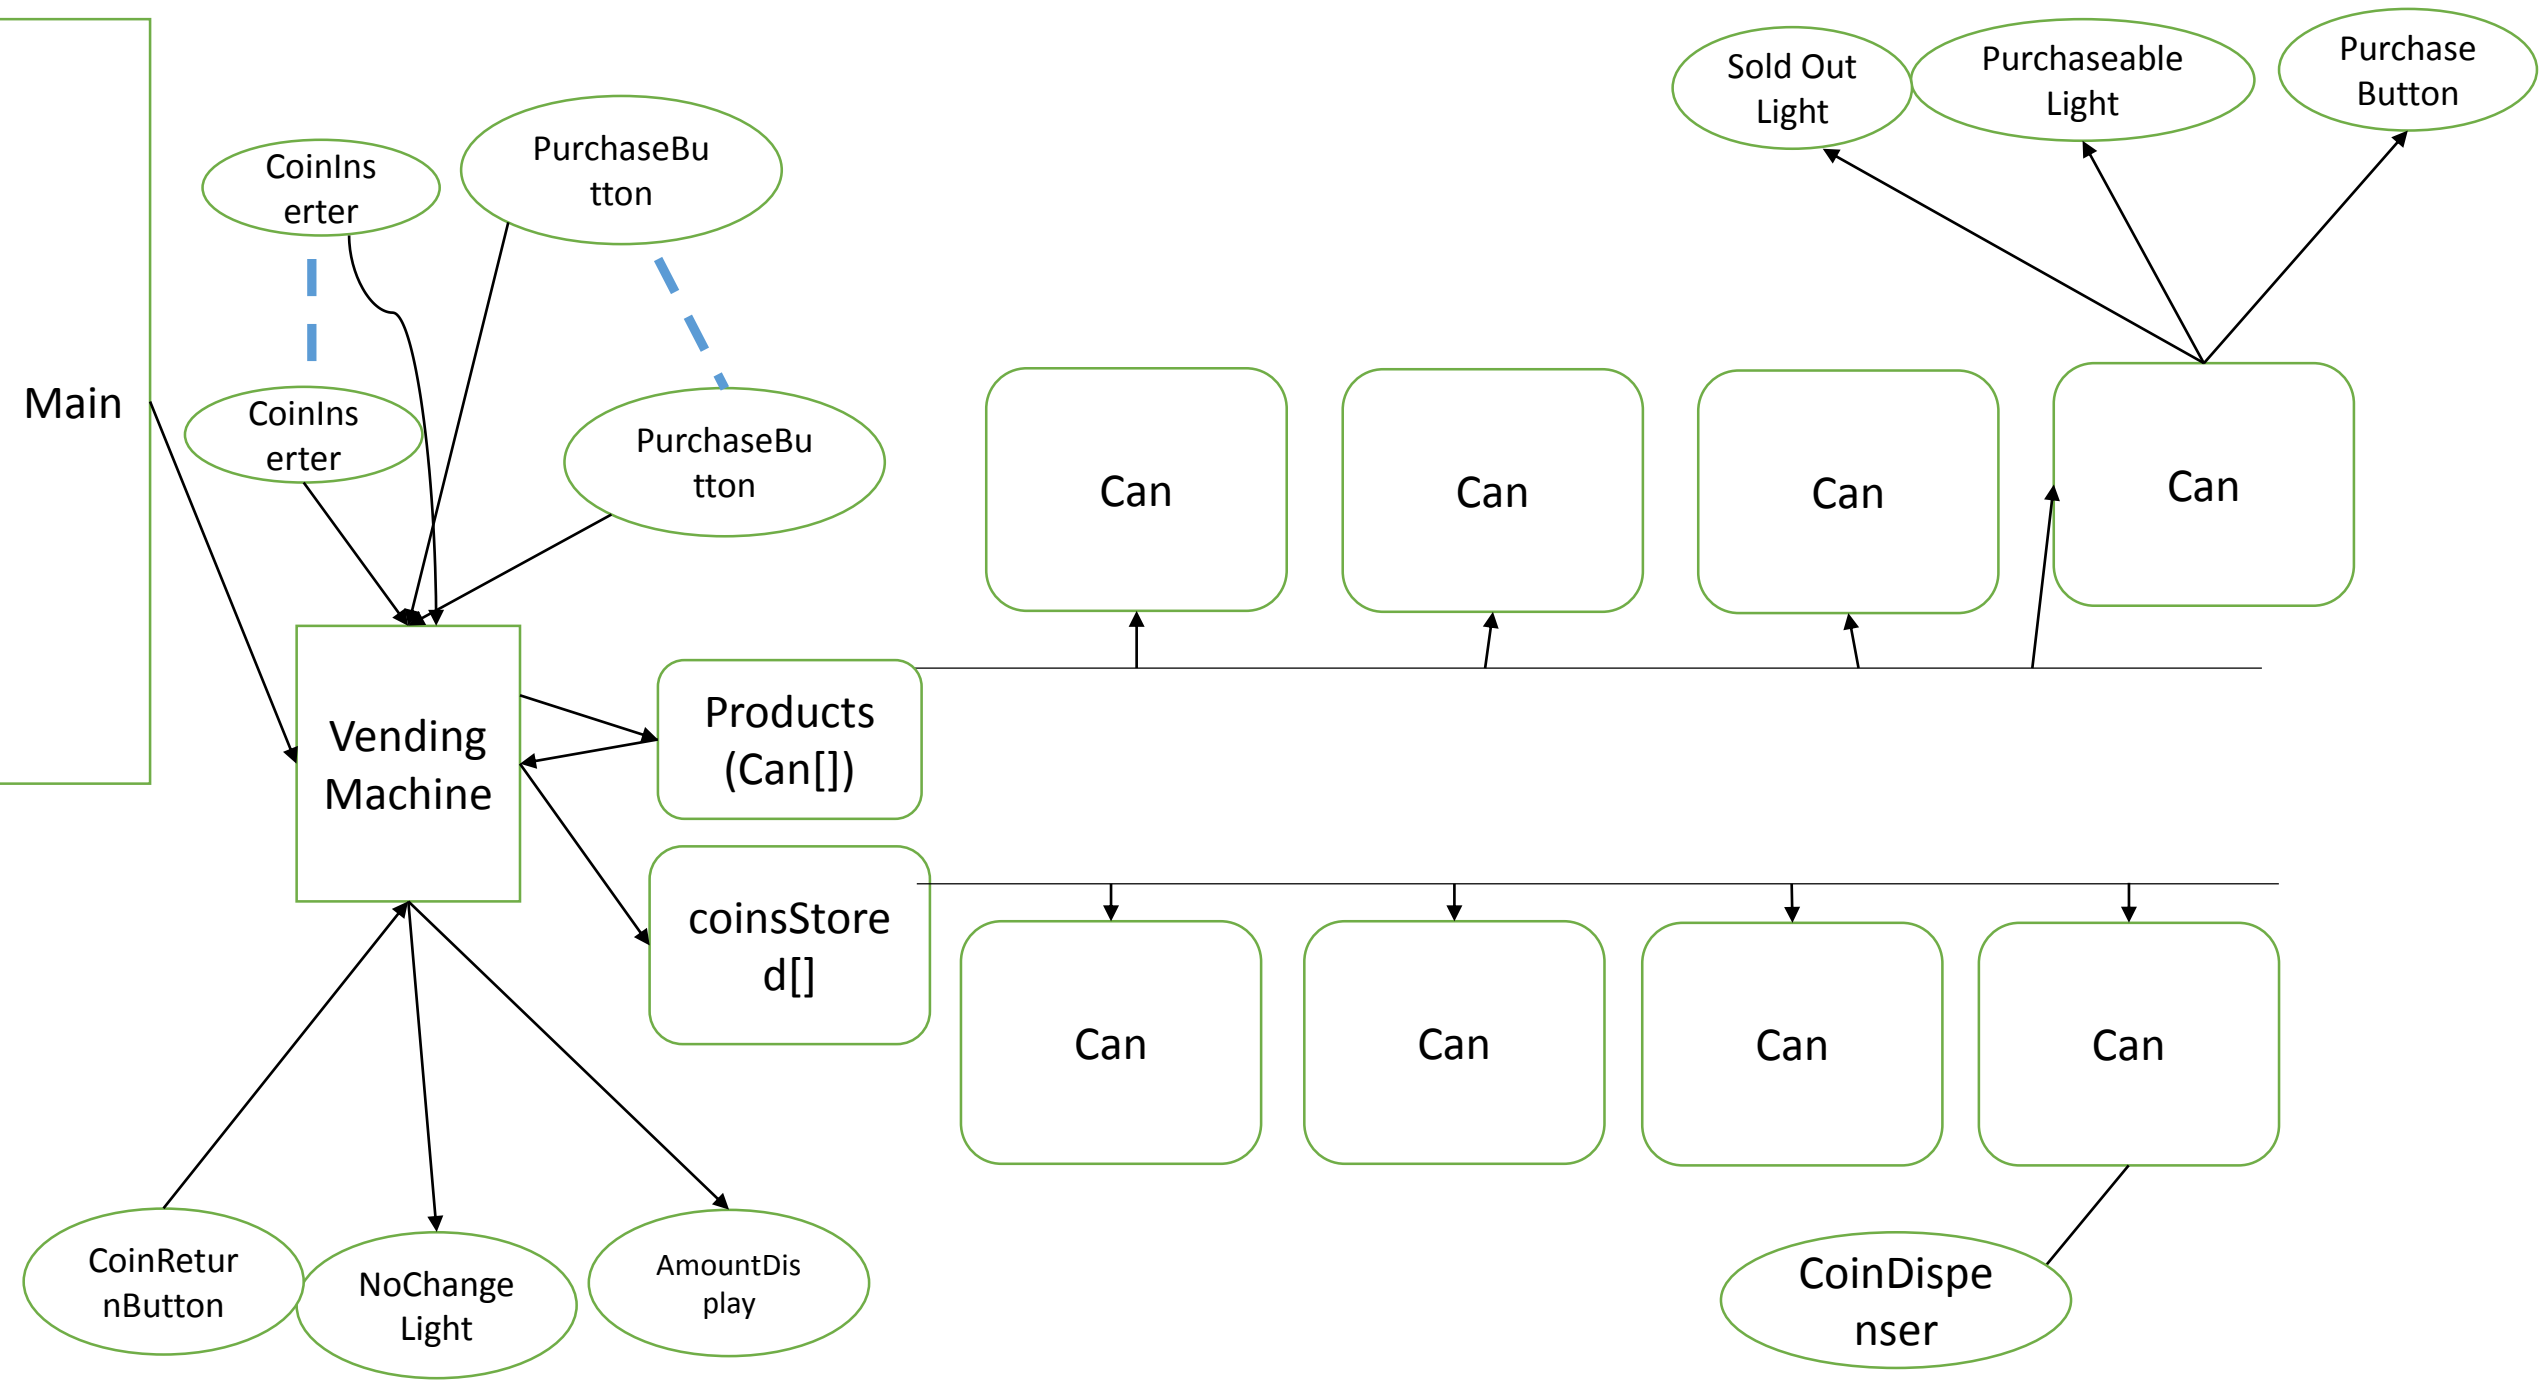 Sold Out
Light
Purchaseable
Light
Purchase
Button
CoinIns
erter
PurchaseBu
tton
Main
CoinIns
erter
PurchaseBu
tton
Can
Can
Can
Can
Vending
Machine
Products
(Can[])
coinsStore
d[]
Can
Can
Can
Can
CoinRetur
nButton
NoChange
Light
AmountDis
play
CoinDispe
nser